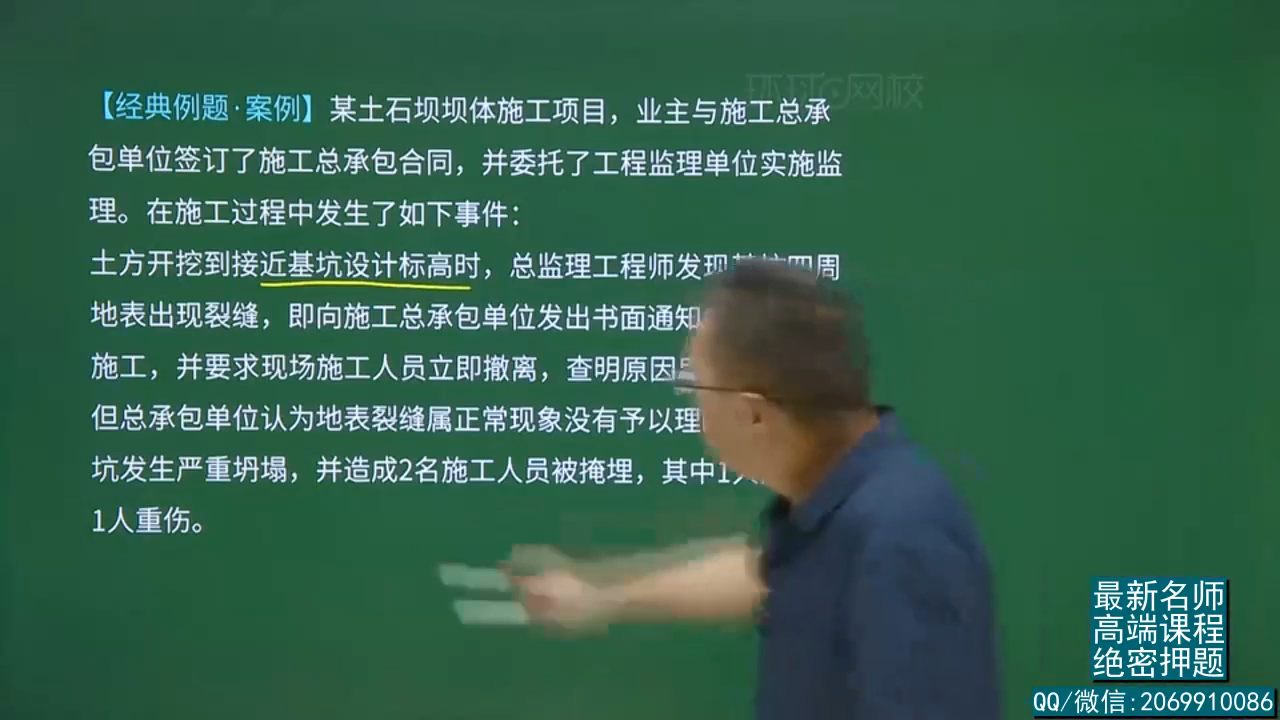 环球网校
【经典例题·案例】某土石坝坝体施工项目，业主与施工总承
包单位签订了施工总承包合同，并委托了工程监理单位实施监
理。在施工过程中发生了如下事件：
土方开挖到接近基坑设计标高时，总监理工程师发现基坑四周
地表出现裂缝，即向施工总承包单位发出书面通知
施工，并要求现场施工人员立即撤离，查明原因
但总承包单位认为地表裂缝属正常现象没有予以理
坑发生严重坍塌，并造成2名施工人员被掩埋，其中1人
1人重伤。
最新名师
高端课程
绝密押题
QQ/微信:2069910086